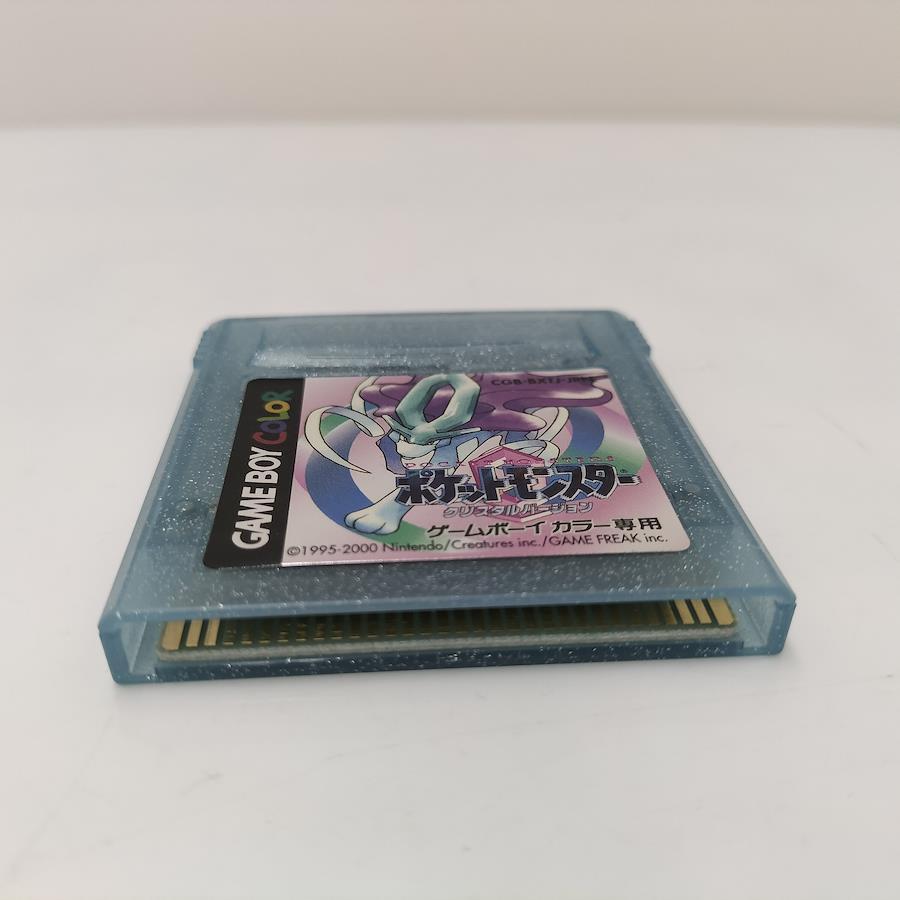 GAME BOY COLOR
CGB-BXTJ-JPN
POCKET MONSTERS
ポケットモンスター
クリスタルバージョン
ゲームボーイ カラー専用
©1995-2000 Nintendo/Creatures inc./GAME FREAK inc.